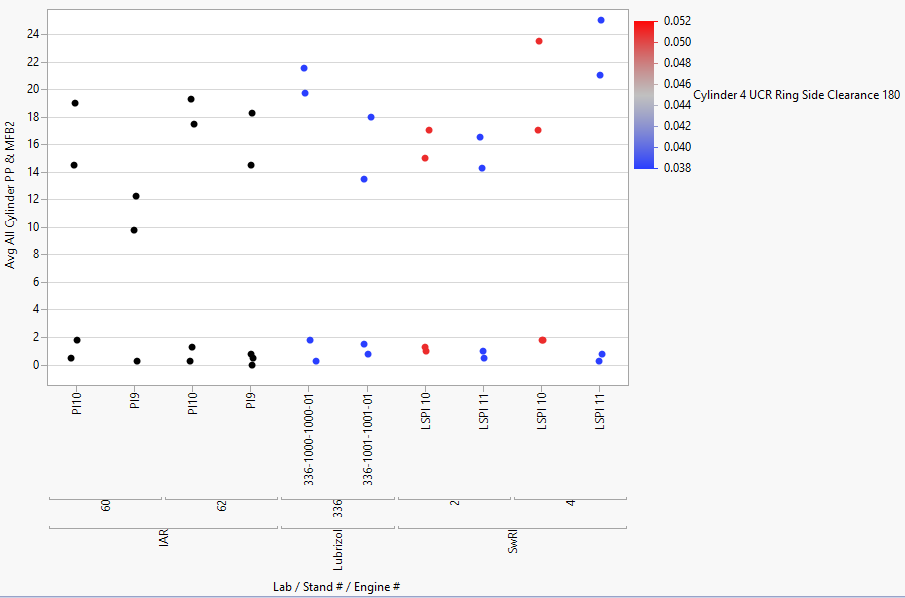 Avg All Cylinder PP & MFB2
24
22
20
18
16
14
12
10
8
6
4
2
0
0.052
0.050
0.048
0.046
0.044
0.042
0.040
0.038
Cylinder 4 UCR Ring Side Clearance 180
PI10
PI9
PI10
PI9
336-1000-1000-01
336-1001-1001-01
LSPI 10
LSPI 11
LSPI 10
LSPI 11
60
62
336
2
4
IAR
Lubrizol
SwRI
Lab / Stand # / Engine #